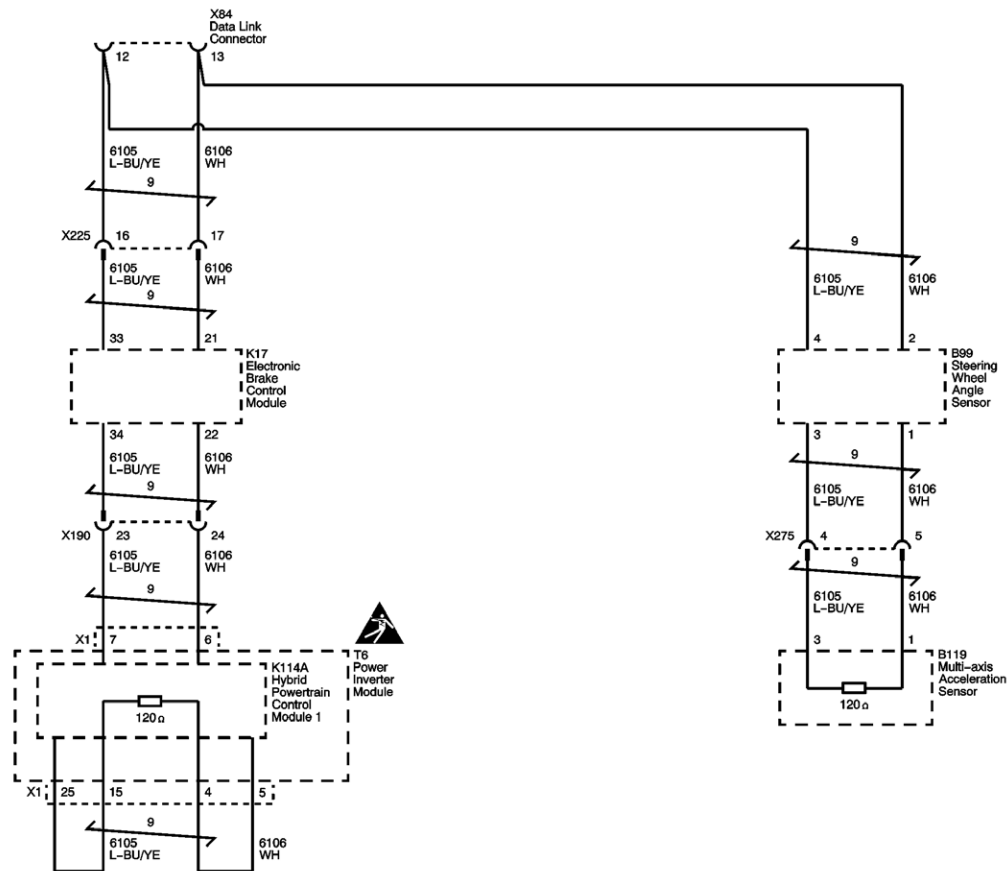 X84
Data Link
Connector
12
13
6105
L-BU/YE
6106
WH
9
X225
16
17
6105
L-BU/YE
6106
WH
9
33
21
K17
Electronic
Brake
Control
Module
34
22
6105
L-BU/YE
6106
WH
9
X190
23
24
6105
L-BU/YE
6106
WH
9
X1
7
6
T6
Power
Inverter
Module
K114A
Hybrid
Powertrain
Control
Module 1
120Ω
X1
25
15
4
5
9
6105
L-BU/YE
6106
WH
9
6105
L-BU/YE
6106
WH
4
2
B99
Steering
Wheel
Angle
Sensor
3
1
9
6105
L-BU/YE
6106
WH
X275
4
5
9
6105
L-BU/YE
6106
WH
3
1
B119
Multi-axis
Acceleration
Sensor
120Ω